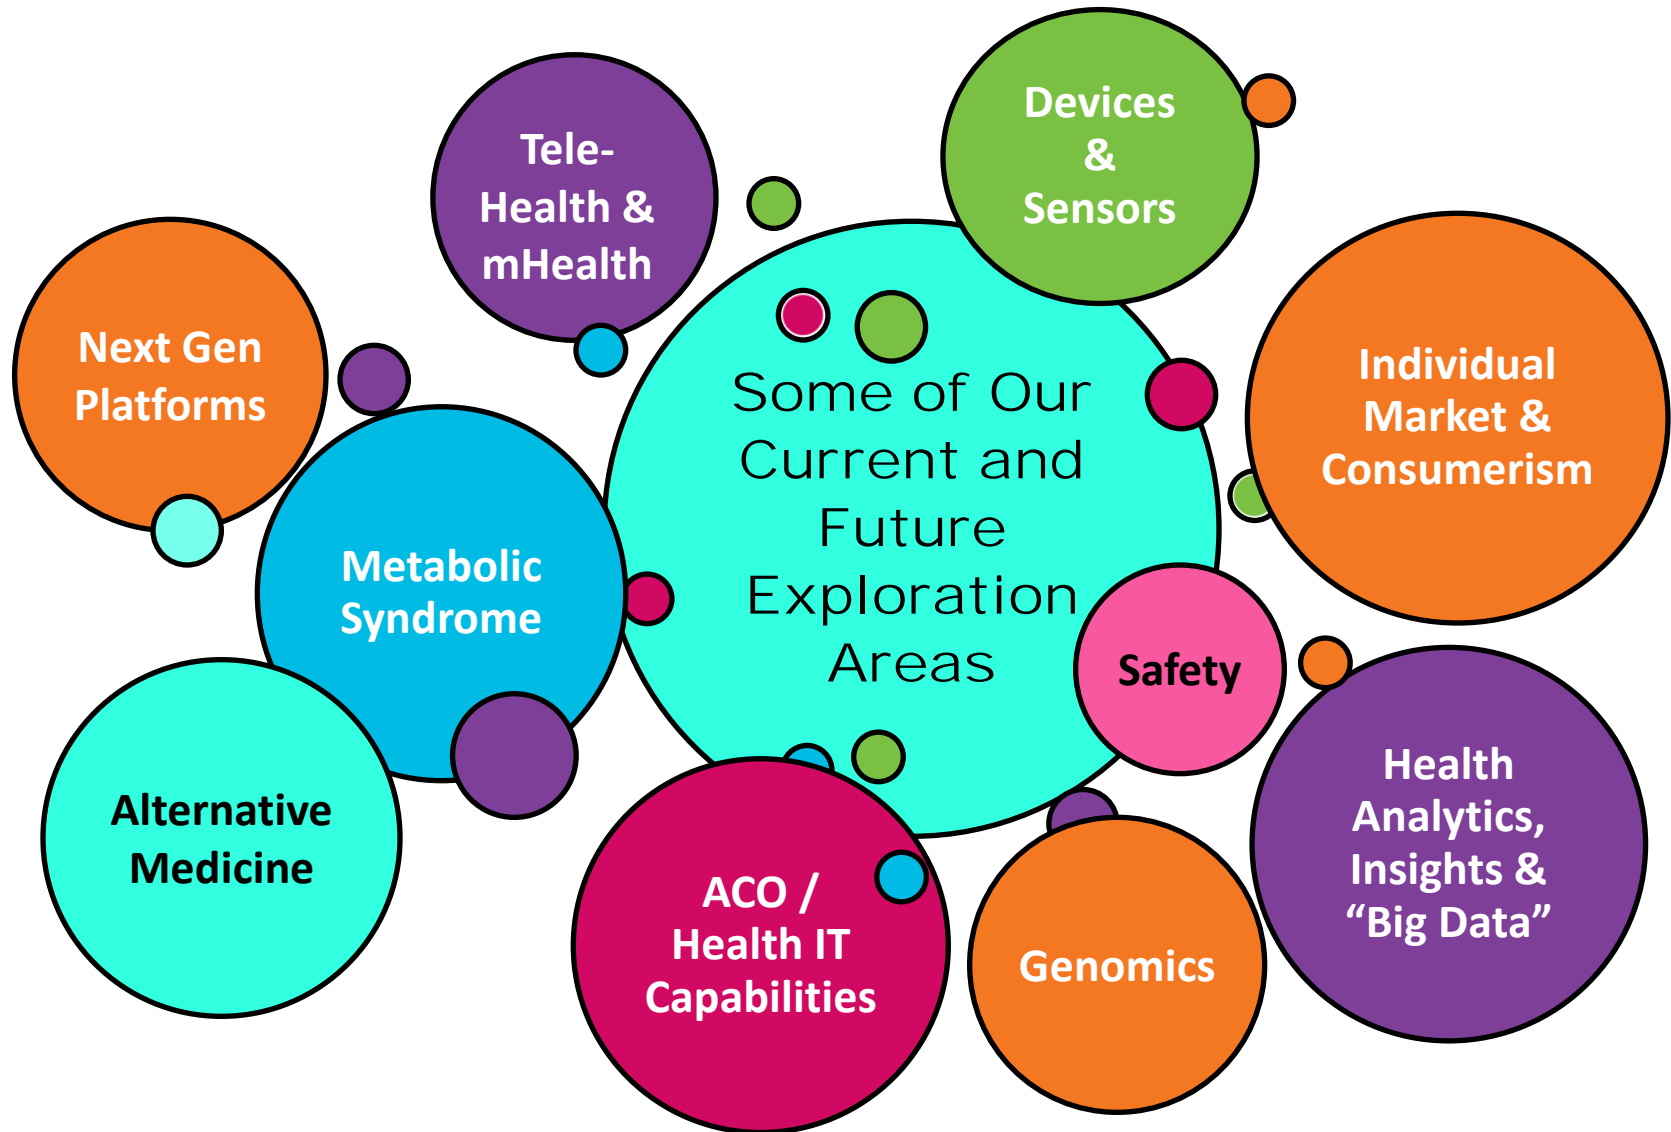 Devices
&
Sensors
Tele-
Health &
mHealth
Next Gen
Platforms
Some of Our
Current and
Future
Exploration
Areas
Individual
Market &
Consumerism
Metabolic
Syndrome
Safety
Alternative
Medicine
Health
Analytics,
Insights &
“Big Data”
ACO /
Health IT
Capabilities
Genomics